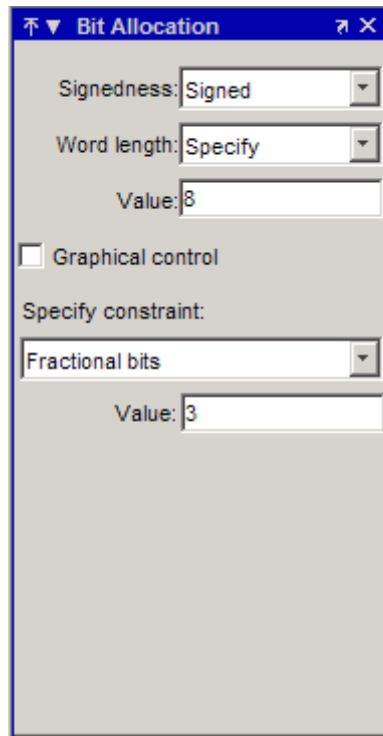 Bit Allocation
Signedness: Signed
Word length: Specify
Value: 8
Graphical control
Specify constraint:
Fractional bits
Value: 3